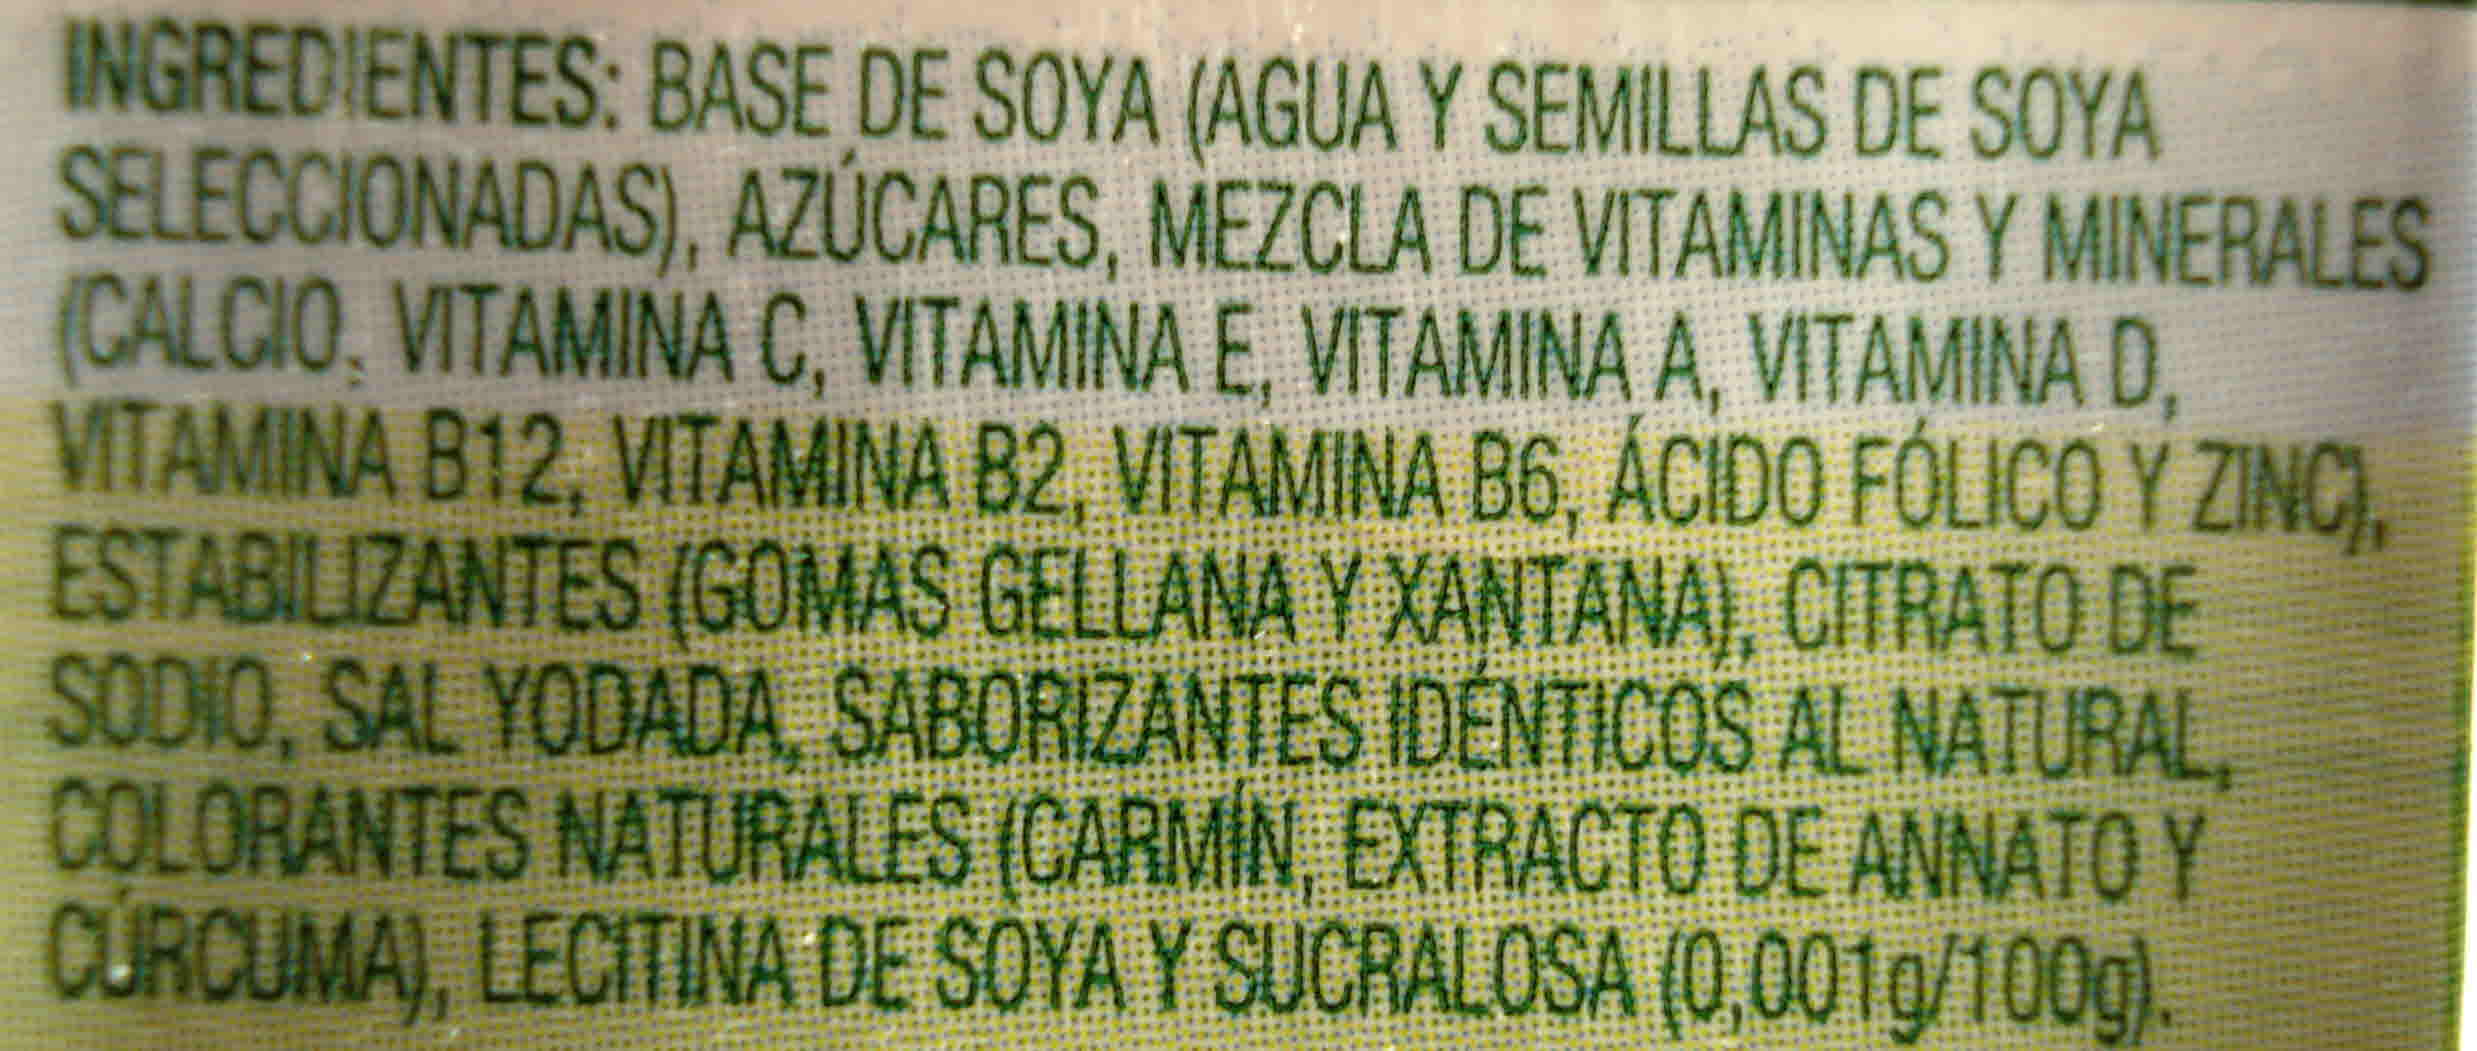 INGREDIENTES: BASE DE SOYA (AGUA Y SEMILLAS DE SOYA
SELECCIONADAS), AZÚCARES, MEZCLA DE VITAMINAS Y MINERALES
(CALCIO, VITAMINA C, VITAMINA E, VITAMINA A, VITAMINA D,
VITAMINA B12, VITAMINA B2, VITAMINA B6, ÁCIDO FÓLICO Y ZINC),
ESTABILIZANTES (GOMAS GELLANA Y XANTANA), CITRATO DE
SODIO, SAL YODADA, SABORIZANTES IDÉNTICOS AL NATURAL,
COLORANTES NATURALES (CARMÍN, EXTRACTO DE ANNATO Y
CÚRCUMA), LECITINA DE SOYA Y SUCRALOSA (0,001g/100g).